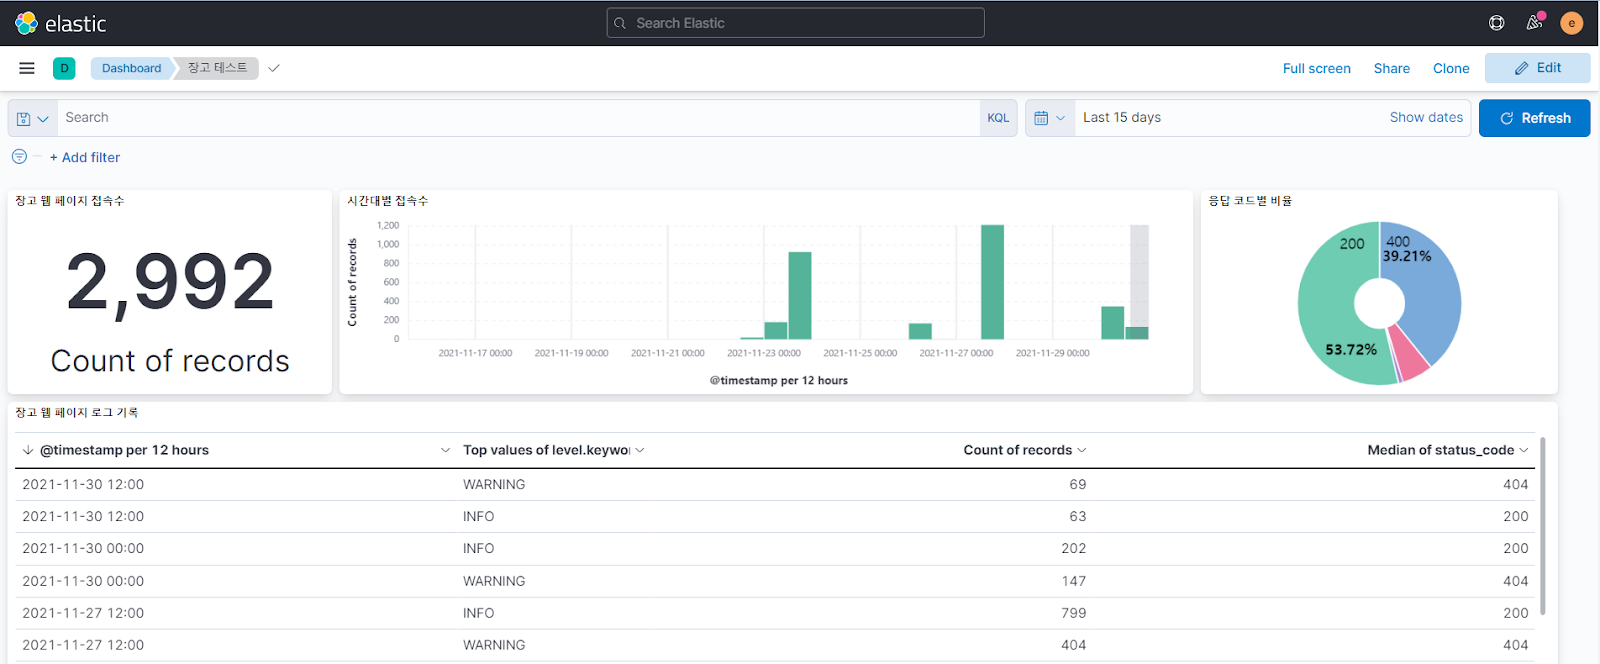 elastic
Search Elastic
e
D
Dashboard
장고 테스트
Full screen
Share
Clone
Edit
Search
KQL
Last 15 days
Show dates
Refresh
+ Add filter
장고 웹 페이지 접속수
2,992
Count of records
시간대별 접속수
Count of records
1,200
1,000
800
600
400
200
0
2021-11-17 00:00
2021-11-19 00:00
2021-11-21 00:00
2021-11-23 00:00
2021-11-25 00:00
2021-11-27 00:00
2021-11-29 00:00
@timestamp per 12 hours
응답 코드별 비율
200
53.72%
400
39.21%
장고 웹 페이지 로그 기록
@timestamp per 12 hours Top values of level.keywo Count of records Median of status_code
2021-11-30 12:00 WARNING 69 404
2021-11-30 12:00 INFO 63 200
2021-11-30 00:00 INFO 202 200
2021-11-30 00:00 WARNING 147 404
2021-11-27 12:00 INFO 799 200
2021-11-27 12:00 WARNING 404 404